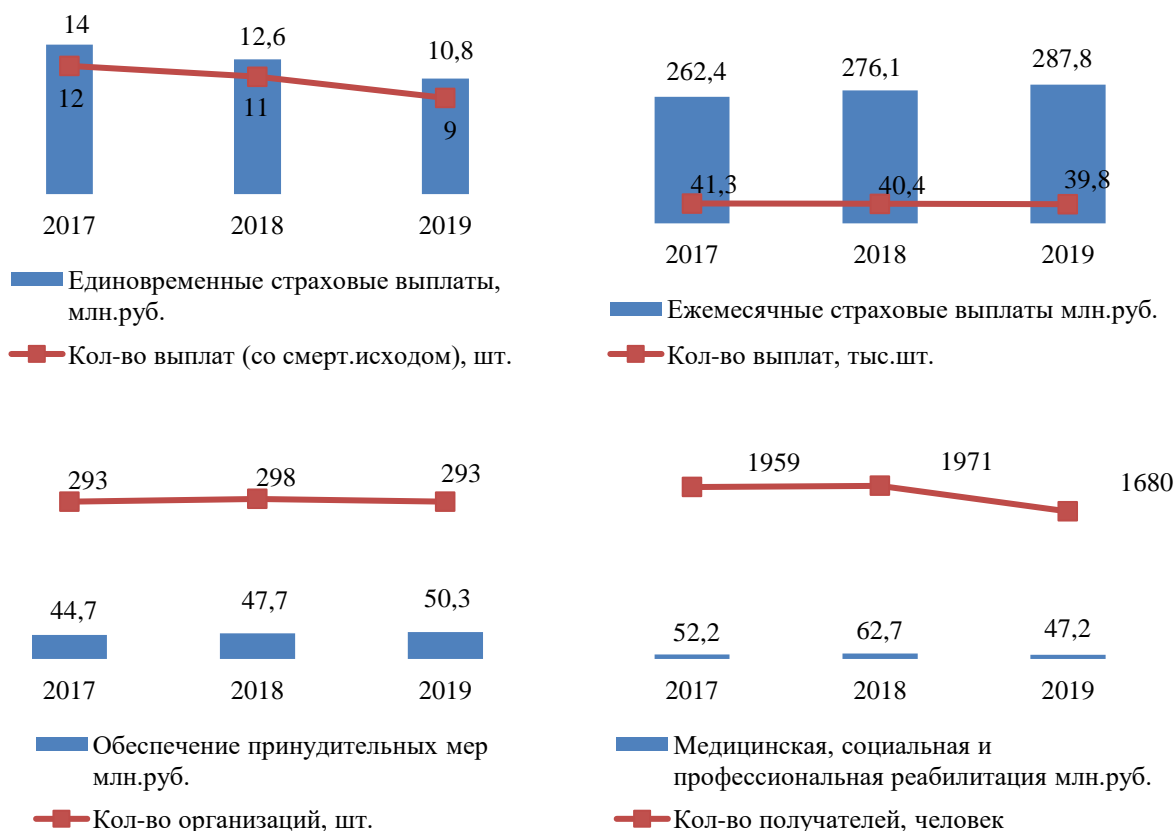 14
12,6
10,8
12
11
9
2017 2018 2019
Единовременные страховые выплаты,
млн.руб.
Кол-во выплат (со смерт.исходом), шт.
262,4
276,1
287,8
41,3
40,4
39,8
2017 2018 2019
Ежемесячные страховые выплаты млн.руб.
Кол-во выплат, тыс.шт.
293 298 293
44,7
47,7
50,3
2017 2018 2019
Обеспечение принудительных мер
млн.руб.
Кол-во организаций, шт.
1959 1971
1680
52,2
62,7
47,2
2017 2018 2019
Медицинская, социальная и
профессиональная реабилитация млн.руб.
Кол-во получателей, человек